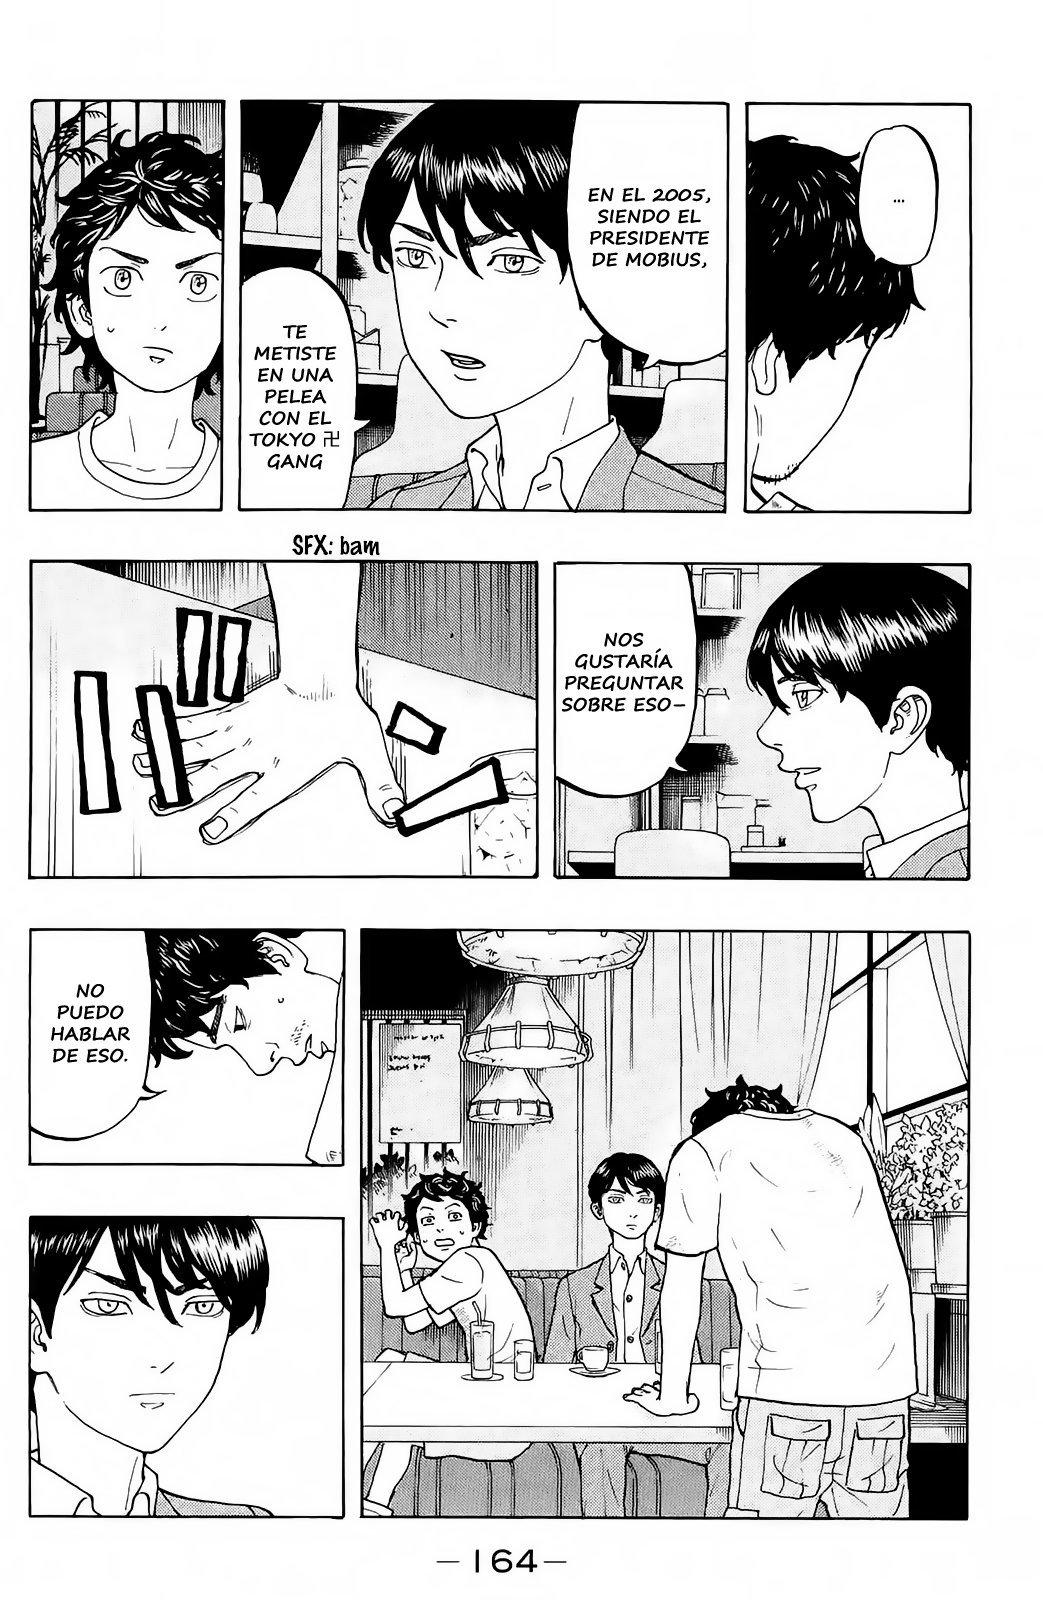 ...
EN EL 2005,
SIENDO EL
PRESIDENTE
DE MOBIUS,
TE
METISTE
EN UNA
PELEA
CON EL
TOKYO 卍
GANG
NOS
GUSTARÍA
PREGUNTAR
SOBRE ESO—
SFX: bam
NO
PUEDO
HABLAR
DE ESO.
—164—